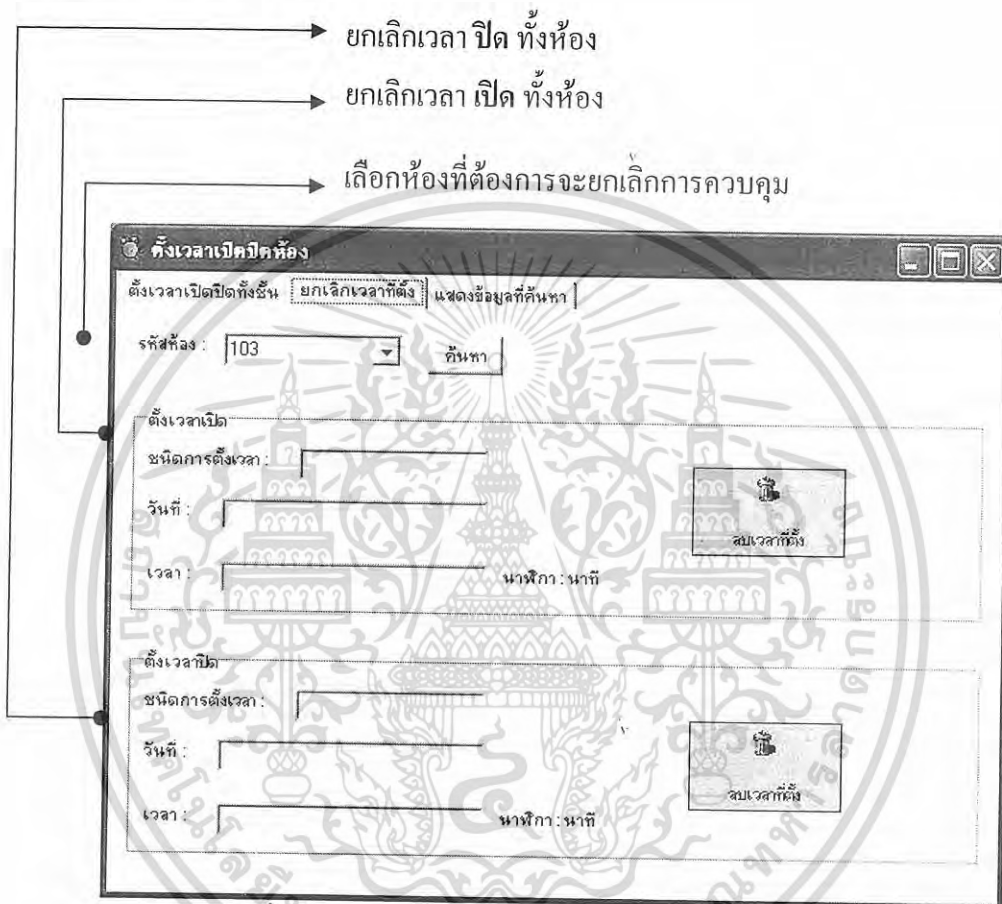 ยกเลิกเวลา ปิด ทั้งห้อง
ยกเลิกเวลา เปิด ทั้งห้อง
เลือกห้องที่ต้องการจะยกเลิกการควบคุม
ตั้งเวลาเปิดปิดห้อง
ตั้งเวลาเปิดปิดทั้งชั้น ยกเลิกเวลาที่ตั้ง แสดงข้อมูลที่ค้นหา
รหัสห้อง : 103 ค้นหา
ตั้งเวลาเปิด
ชนิดการตั้งเวลา :
วันที่ :
ลบเวลาที่ตั้ง
เวลา : นาฬิกา : นาที
ตั้งเวลาปิด
ชนิดการตั้งเวลา :
วันที่ :
ลบเวลาที่ตั้ง
เวลา : นาฬิกา : นาที